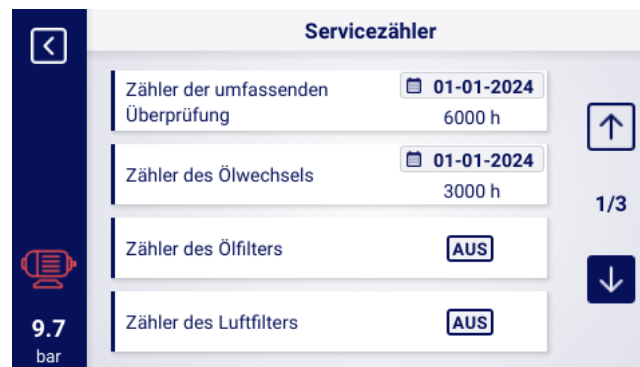 Servicezähler
Zähler der umfassenden
Überprüfung
01-01-2024
6000 h
Zähler des Ölwechsels
01-01-2024
3000 h
1/3
Zähler des Ölfilters
AUS
Zähler des Luftfilters
AUS
9.7
bar